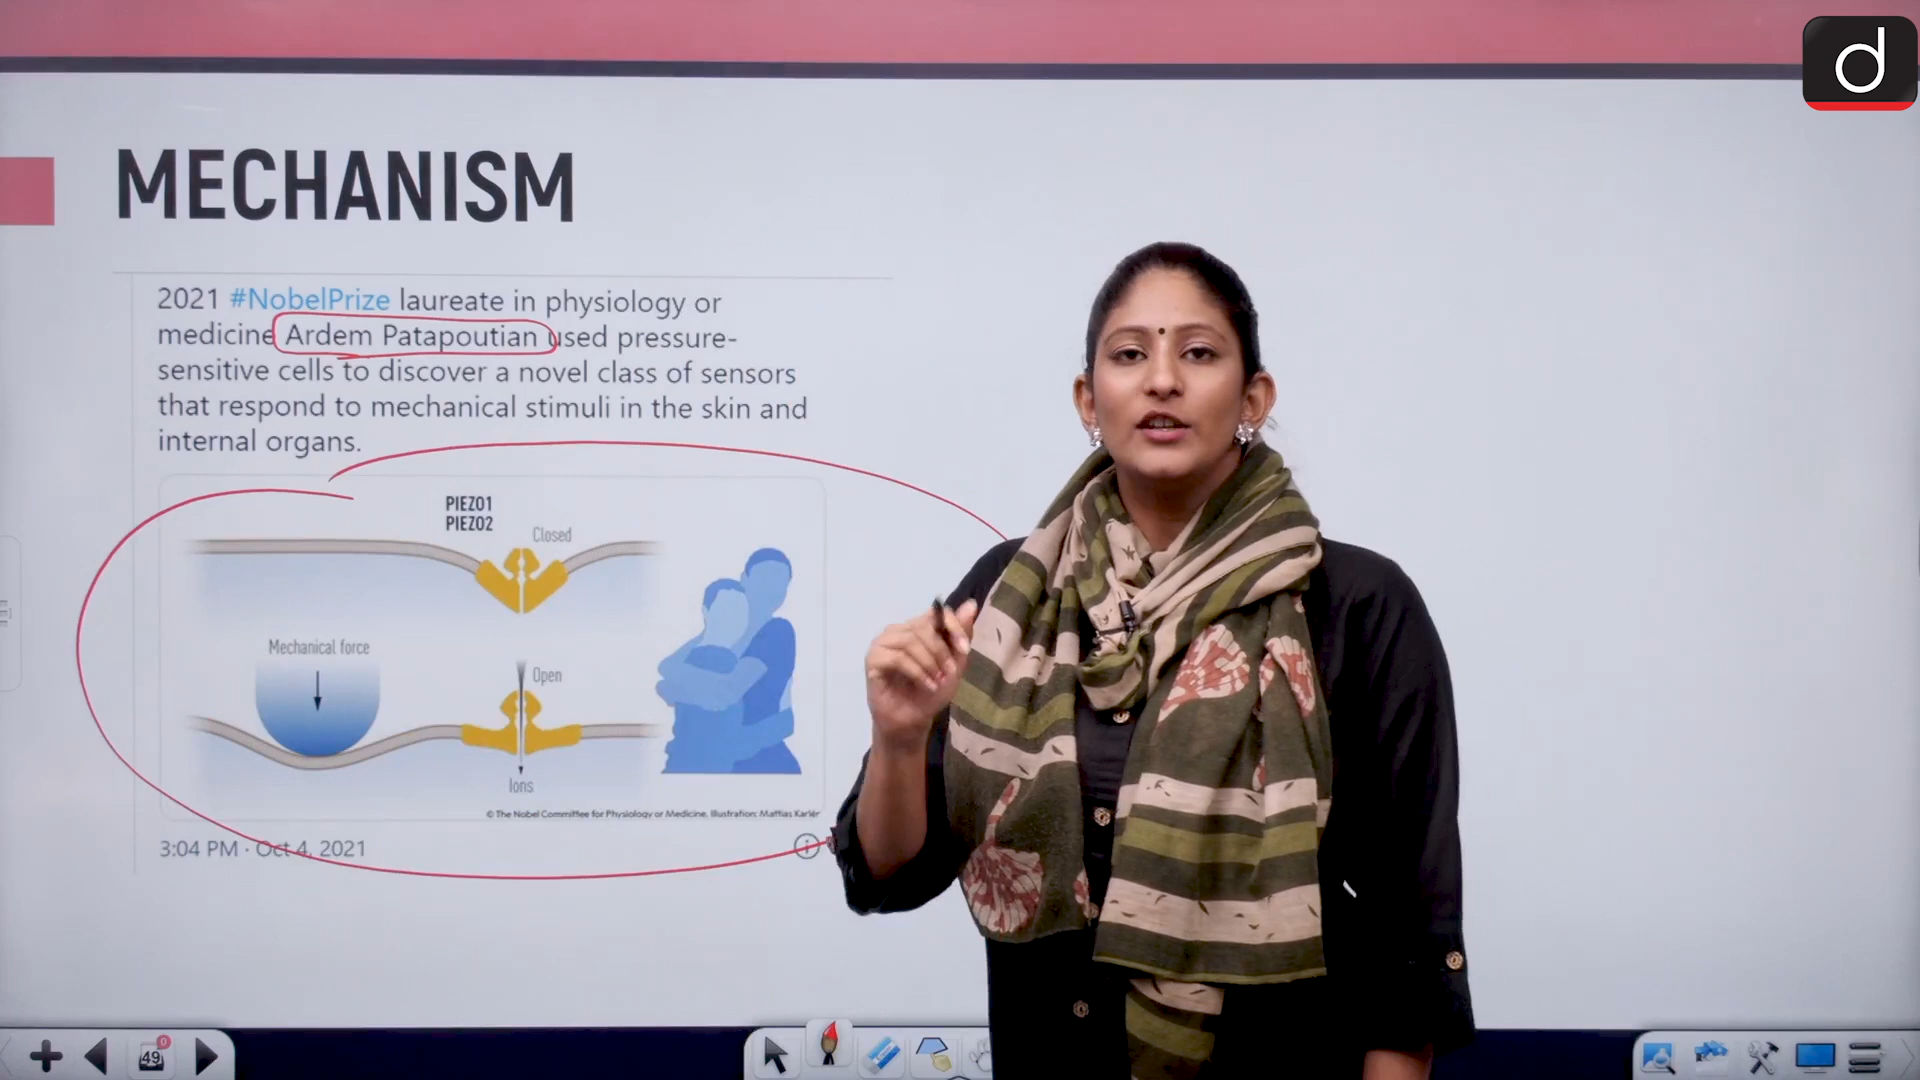 d
MECHANISM
2021 #NobelPrize laureate in physiology or
medicine Ardem Patapoutian used pressure-
sensitive cells to discover a novel class of sensors
that respond to mechanical stimuli in the skin and
internal organs.
PIEZO1
PIEZO2
Closed
Mechanical force
Open
Ions
© The Nobel Committee for Physiology or Medicine. Illustration: Mattias Karlén
3:04 PM · Oct 4, 2021
49
0